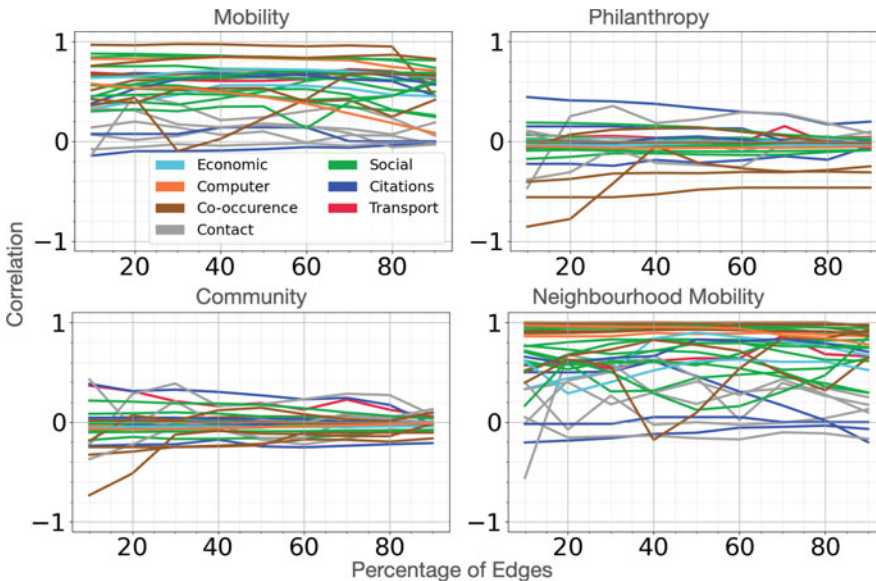 Mobility
Philanthropy
1
0
−1
Economic
Computer
Co-occurence
Contact
Social
Citations
Transport
20 40 60 80
1
0
−1
20 40 60 80
Correlation
Community
Neighbourhood Mobility
1
0
−1
20 40 60 80
1
0
−1
20 40 60 80
Percentage of Edges